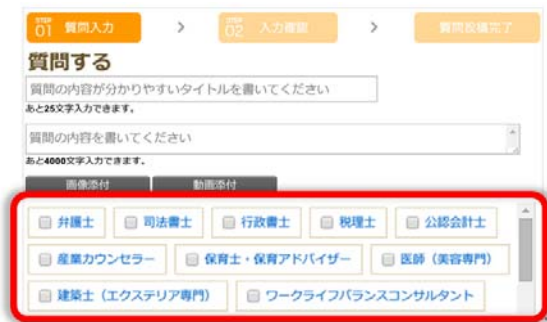 STEP 01 質問入力 > STEP 02 入力確認 > 質問投稿完了
質問する
質問の内容が分かりやすいタイトルを書いてください
あと25文字入力できます。
質問の内容を書いてください
あと4000文字入力できます。
画像添付 動画添付
弁護士 司法書士 行政書士 税理士 公認会計士
産業カウンセラー 保育士・保育アドバイザー 医師（美容専門）
建築士（エクステリア専門） ワークライフバランスコンサルタント